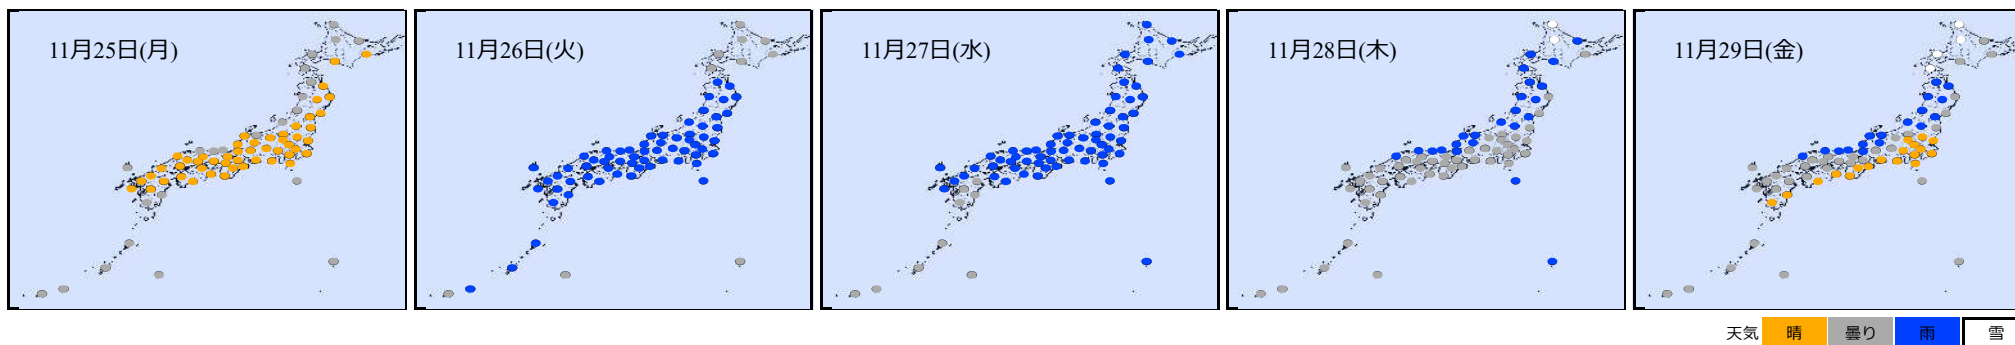 11月25日(月)
11月26日(火)
11月27日(水)
11月28日(木)
11月29日(金)
天気 晴 曇り 雨 雪